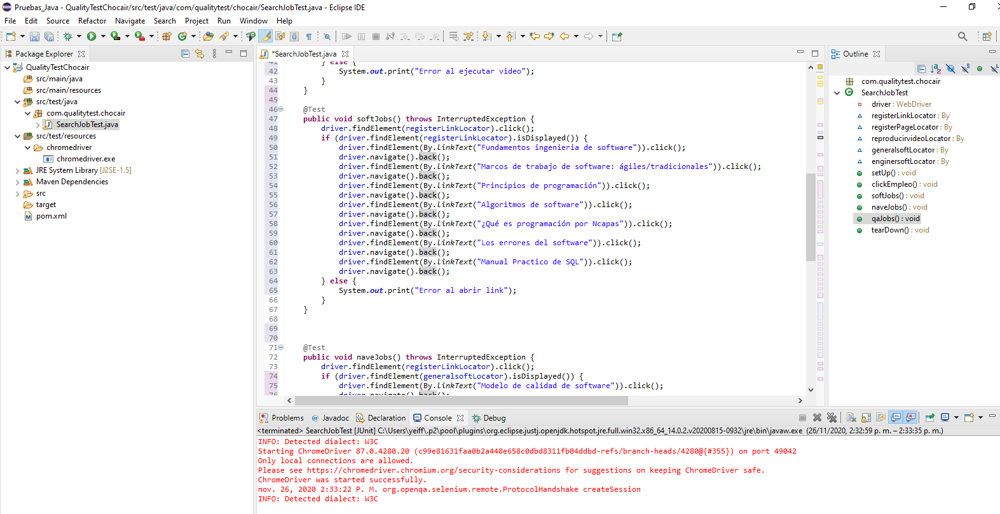 Pruebas_Java - QualityTestChocair/src/test/java/com/qualitytest/chocair/SearchJobTest.java - Eclipse IDE
File Edit Source Refactor Navigate Search Project Run Window Help
Package Explorer
QualityTestChocair
src/main/java
src/main/resources
src/test/java
com.qualitytest.chocair
SearchJobTest.java
src/test/resources
chromedriver
chromedriver.exe
JRE System Library [J2SE-1.5]
Maven Dependencies
src
target
pom.xml
*SearchJobTest.java
41 } else {
42 System.out.print("Error al ejecutar video");
43 }
44 }
45
46 @Test
47 public void softJobs() throws InterruptedException {
48 driver.findElement(registerLinkLocator).click();
49 if (driver.findElement(registerLinkLocator).isDisplayed()) {
50 driver.findElement(By.linkText("Fundamentos ingenieria de software")).click();
51 driver.navigate().back();
52 driver.findElement(By.linkText("Marcos de trabajo de software: ágiles/tradicionales")).click();
53 driver.navigate().back();
54 driver.findElement(By.linkText("Principios de programación")).click();
55 driver.navigate().back();
56 driver.findElement(By.linkText("Algoritmos de software")).click();
57 driver.navigate().back();
58 driver.findElement(By.linkText("¿Qué es programación por Ncapas")).click();
59 driver.navigate().back();
60 driver.findElement(By.linkText("Los errores del software")).click();
61 driver.navigate().back();
62 driver.findElement(By.linkText("Manual Practico de SQL")).click();
63 driver.navigate().back();
64 } else {
65 System.out.print("Error al abrir link");
66 }
67 }
68
69
70
71 @Test
72 public void naveJobs() throws InterruptedException {
73 driver.findElement(registerLinkLocator).click();
74 if (driver.findElement(generalsoftLocator).isDisplayed()) {
75 driver.findElement(By.linkText("Modelo de calidad de software")).click();
76 driver.navigate().back();
Outline
com.qualitytest.chocair
SearchJobTest
driver : WebDriver
registerLinkLocator : By
registerPageLocator : By
reproducirvideoLocator : By
generalsoftLocator : By
enginersoftLocator : By
setUp() : void
clickEmpleo() : void
softJobs() : void
naveJobs() : void
qaJobs() : void
tearDown() : void
Problems @ Javadoc Declaration Console Debug
<terminated> SearchJobTest [JUnit] C:\Users\yeiff\.p2\pool\plugins\org.eclipse.justj.openjdk.hotspot.jre.full.win32.x86_64_14.0.2.v20200815-0932\jre\bin\javaw.exe (26/11/2020, 2:32:59 p. m. – 2:33:35 p. m.)
INFO: Detected dialect: W3C
Starting ChromeDriver 87.0.4280.20 (c99e81631faa0b2a448e658c0dbd8311fb04ddbd-refs/branch-heads/4280@{#355}) on port 49042
Only local connections are allowed.
Please see https://chromedriver.chromium.org/security-considerations for suggestions on keeping ChromeDriver safe.
ChromeDriver was started successfully.
nov. 26, 2020 2:33:22 P. M. org.openqa.selenium.remote.ProtocolHandshake createSession
INFO: Detected dialect: W3C